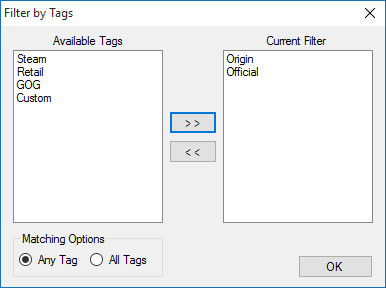 Filter by Tags
Available Tags
Steam
Retail
GOG
Custom
>>
<<
Current Filter
Origin
Official
Matching Options
Any Tag
All Tags
OK